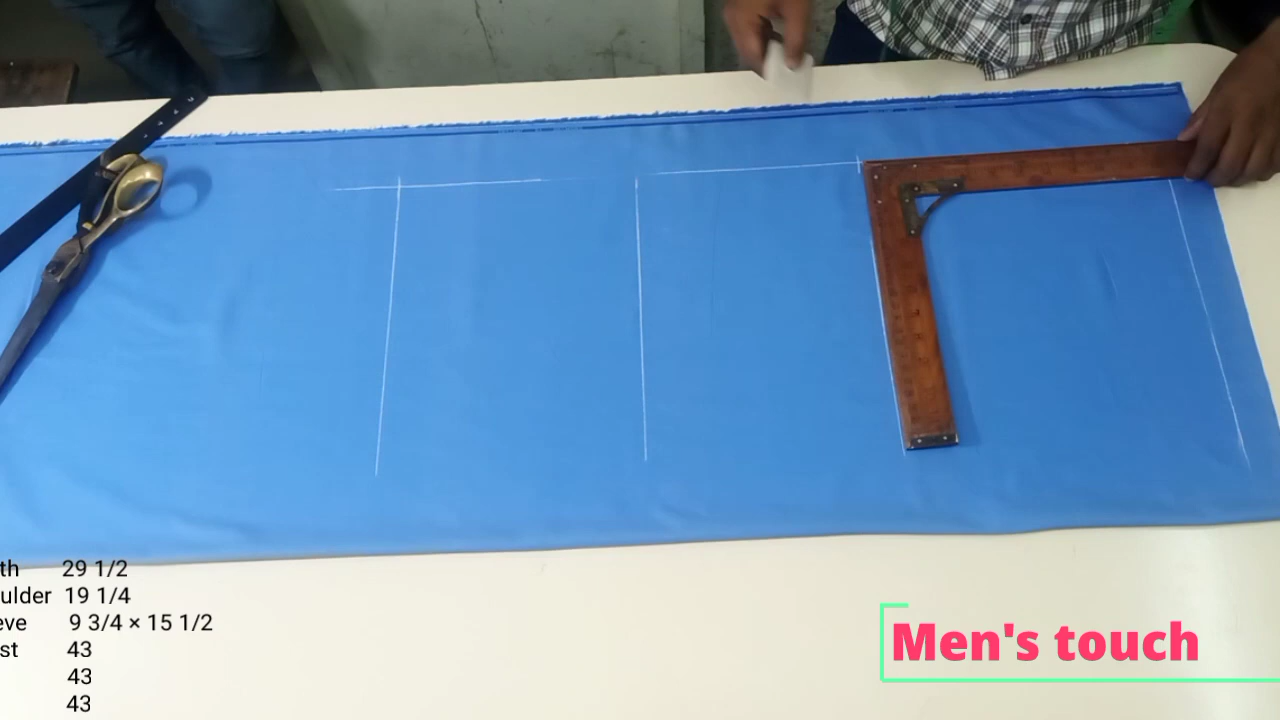 th 29 1/2
ulder 19 1/4
eve 9 3/4 × 15 1/2
st 43
43
43
Men's touch